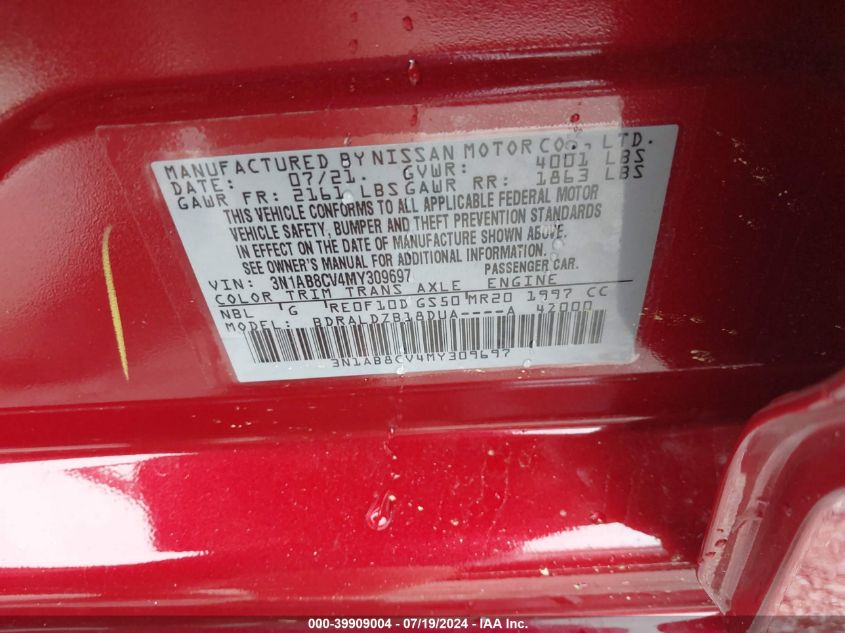 MANUFACTURED BY NISSAN MOTOR CO., LTD.
DATE: 07/21. GVWR: 4001 LBS
GAWR FR: 2161 LBS GAWR RR: 1863 LBS
THIS VEHICLE CONFORMS TO ALL APPLICABLE FEDERAL MOTOR
VEHICLE SAFETY, BUMPER AND THEFT PREVENTION STANDARDS
IN EFFECT ON THE DATE OF MANUFACTURE SHOWN ABOVE.
SEE OWNER'S MANUAL FOR ADDITIONAL INFORMATION.
VIN: 3N1AB8CV4MY309697 PASSENGER CAR.
COLOR TRIM TRANS AXLE ENGINE
NBL G RE0F10D GS50 MR20 1997 CC
MODEL: BDRALDZB18DUA----A 42000
3N1AB8CV4MY309697
000-39909004 - 07/19/2024 - IAA Inc.